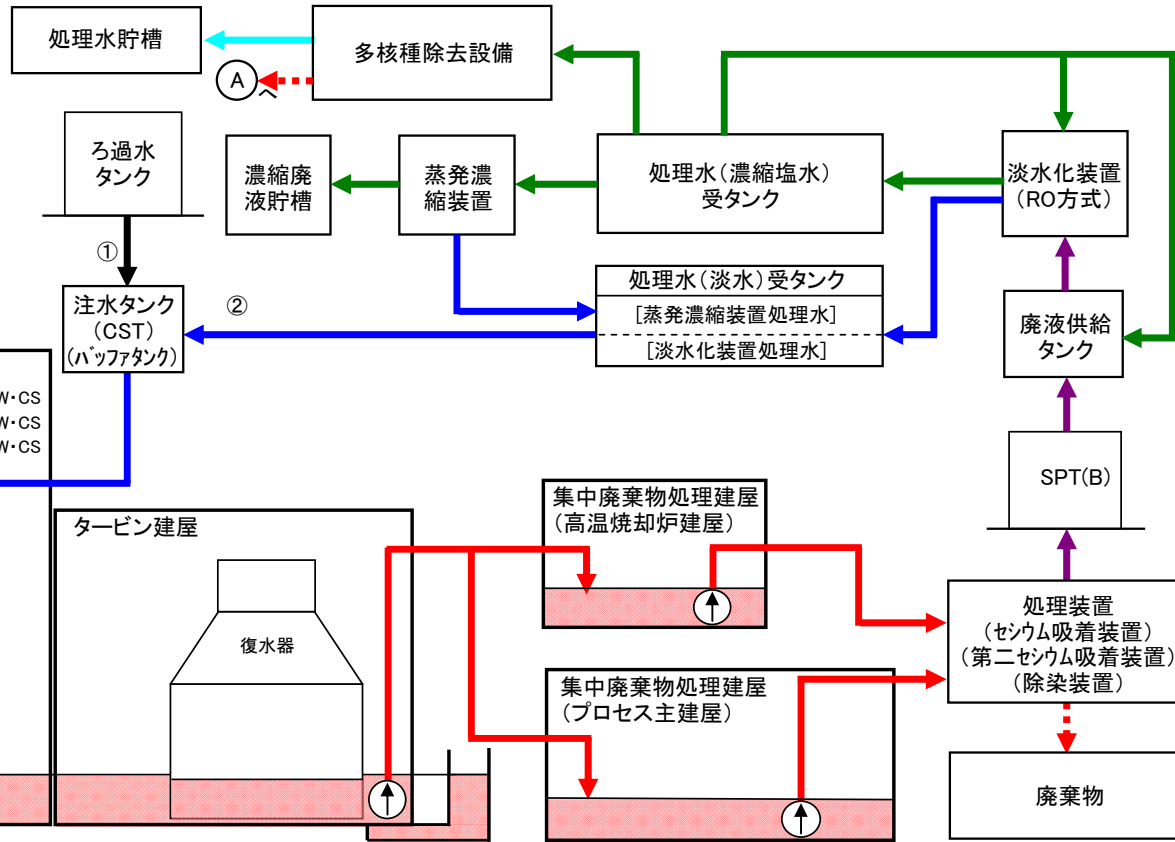 処理水貯槽
多核種除去設備
A
へ
ろ過水
タンク
濃縮廃
液貯槽
蒸発濃
縮装置
処理水(濃縮塩水)
受タンク
淡水化装置
(RO方式)
①
②
注水タンク
(CST)
(バッファタンク)
処理水(淡水)受タンク
[蒸発濃縮装置処理水]
[淡水化装置処理水]
廃液供給
タンク
W・CS
W・CS
W・CS
SPT(B)
タービン建屋
復水器
集中廃棄物処理建屋
(高温焼却炉建屋)
集中廃棄物処理建屋
(プロセス主建屋)
処理装置
(セシウム吸着装置)
(第二セシウム吸着装置)
(除染装置)
廃棄物